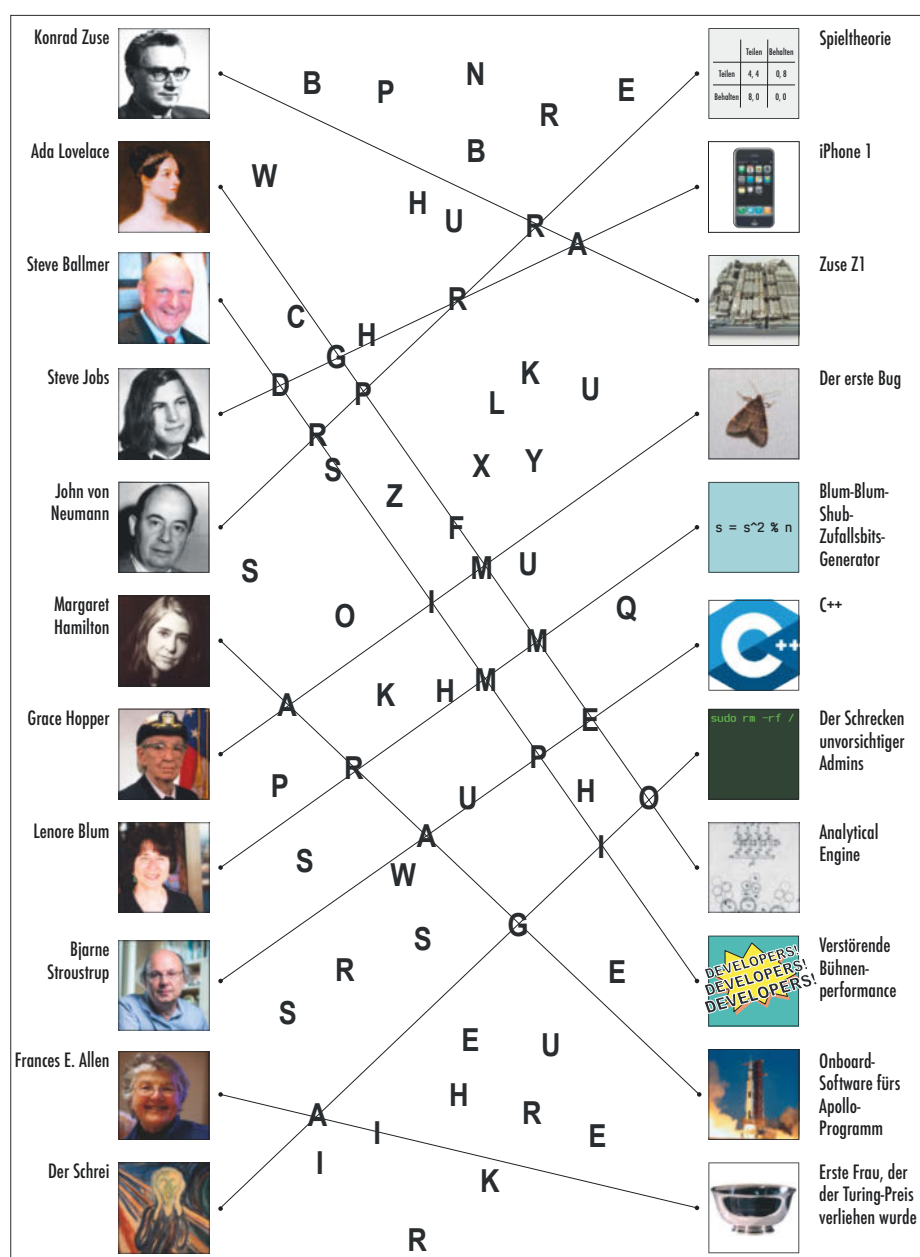 Konrad Zuse
Ada Lovelace
Steve Ballmer
Steve Jobs
John von
Neumann
Margaret
Hamilton
Grace Hopper
Lenore Blum
Bjarne
Stroustrup
Frances E. Allen
Der Schrei
B P N E
R
B
W
H U R A
C H R
G
D P K U
L
R
S X Y
Z
F
S M U
I
O Q
M
K H M
A E
R P
P U H O
A I
S W
S G
R E
S
E U
H R
A I E
I
K
R
Teilen Behalten
Teilen 4, 4 0, 8
Behalten 8, 0 0, 0
Spieltheorie
iPhone 1
Zuse Z1
Der erste Bug
s = s^2 % n
Blum-Blum-
Shub-
Zufallsbits-
Generator
C++
C++
sudo rm -rf /
Der Schrecken
unvorsichtiger
Admins
Analytical
Engine
DEVELOPERS!
DEVELOPERS!
DEVELOPERS!
Verstörende
Bühnen-
performance
Onboard-
Software fürs
Apollo-
Programm
Erste Frau, der
der Turing-Preis
verliehen wurde